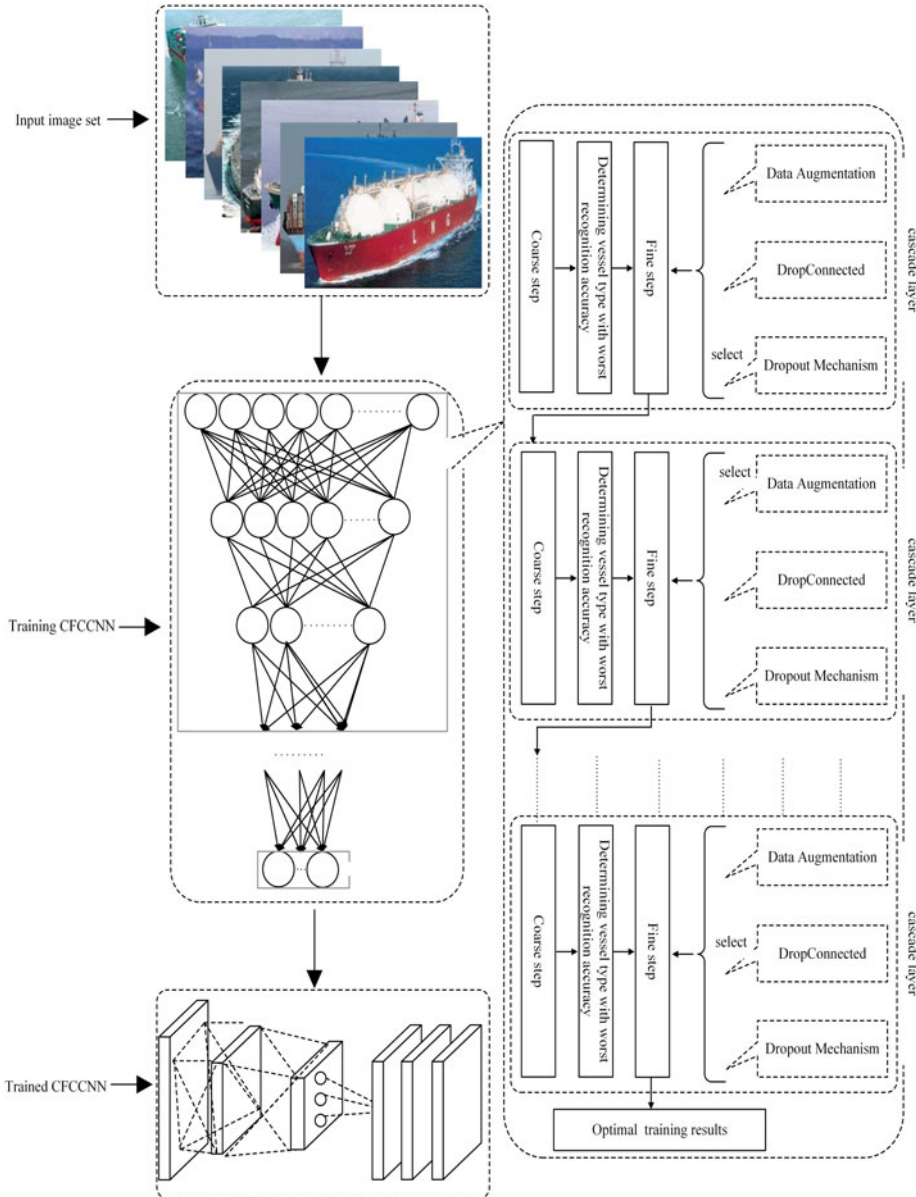 Input image set
L N G
Training CFCCNN
Trained CFCCNN
Coarse step
Determining vessel type with worst
recognition accuracy
Fine step
select
Data Augmentation
DropConnected
Dropout Mechanism
cascade layer
Coarse step
Determining vessel type with worst
recognition accuracy
Fine step
select
Data Augmentation
DropConnected
Dropout Mechanism
cascade layer
Coarse step
Determining vessel type with worst
recognition accuracy
Fine step
select
Data Augmentation
DropConnected
Dropout Mechanism
cascade layer
Optimal training results